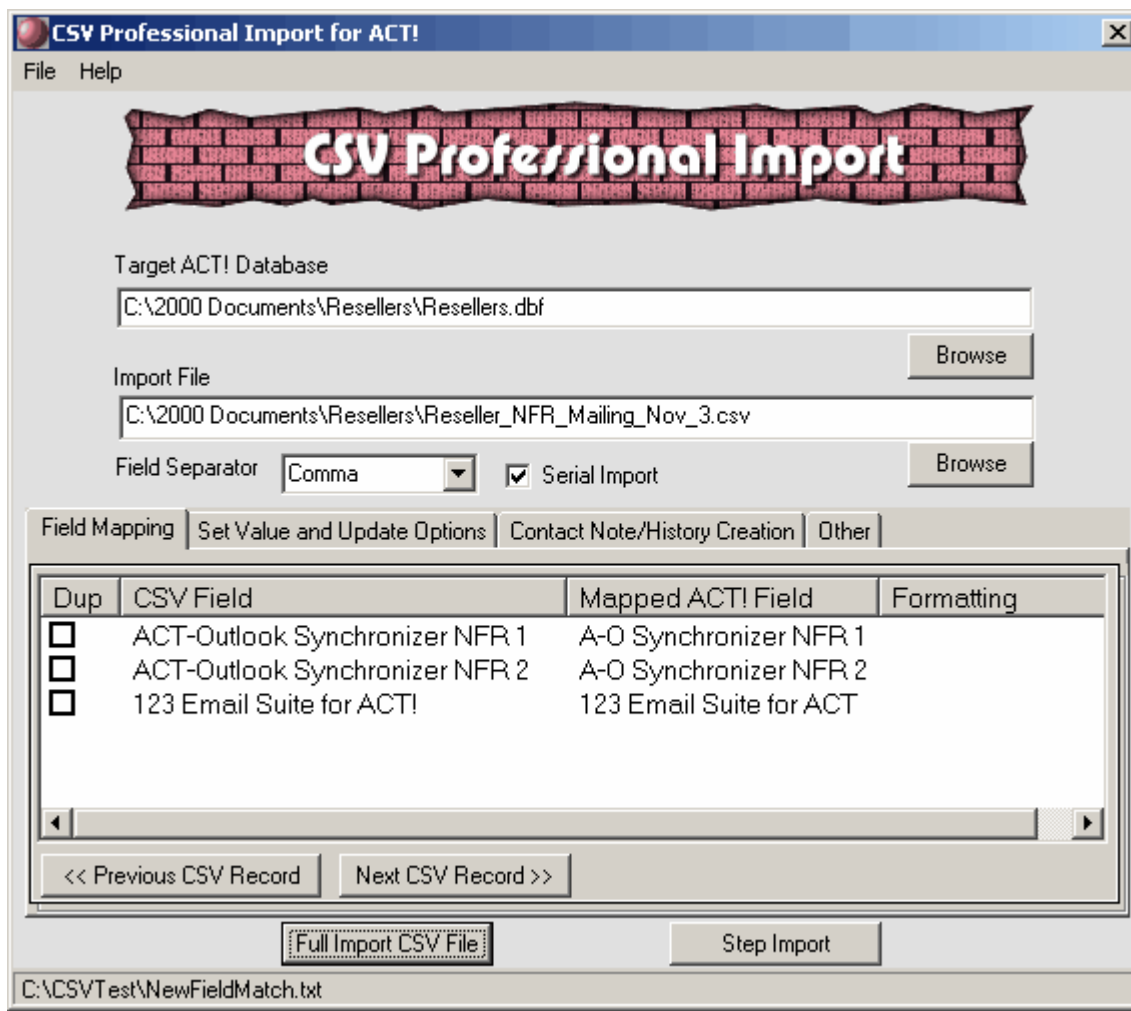 CSV Professional Import for ACT!
File Help
CSV Professional Import
Target ACT! Database
C:\2000 Documents\Resellers\Resellers.dbf
Browse
Import File
C:\2000 Documents\Resellers\Reseller_NFR_Mailing_Nov_3.csv
Field Separator Comma Serial Import Browse
Field Mapping Set Value and Update Options Contact Note/History Creation Other
Dup CSV Field Mapped ACT! Field Formatting
ACT-Outlook Synchronizer NFR 1 A-O Synchronizer NFR 1
ACT-Outlook Synchronizer NFR 2 A-O Synchronizer NFR 2
123 Email Suite for ACT! 123 Email Suite for ACT
<< Previous CSV Record Next CSV Record >>
Full Import CSV File Step Import
C:\CSVTest\NewFieldMatch.txt